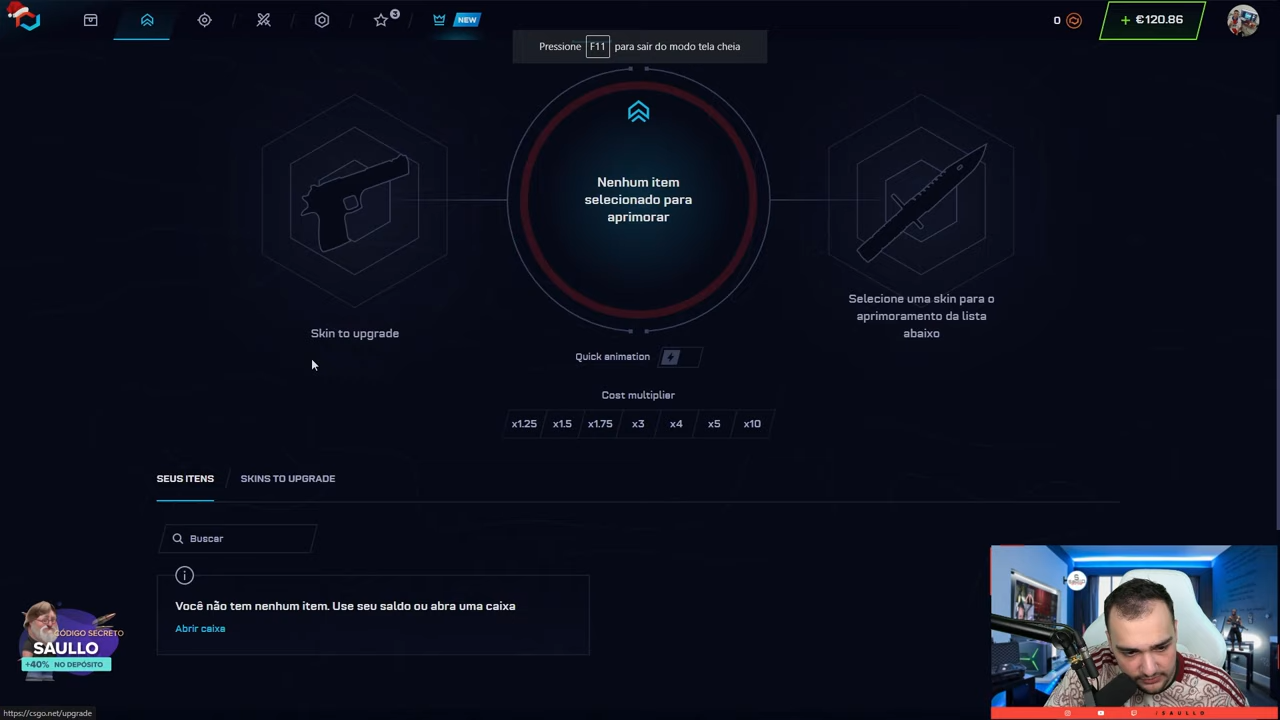 3
NEW
0
+ €120.86
Pressione F11 para sair do modo tela cheia
Nenhum item
selecionado para
aprimorar
Skin to upgrade
Selecione uma skin para o
aprimoramento da lista
abaixo
Quick animation
Cost multiplier
x1.25 x1.5 x1.75 x3 x4 x5 x10
SEUS ITENS
SKINS TO UPGRADE
Buscar
Você não tem nenhum item. Use seu saldo ou abra uma caixa
Abrir caixa
CÓDIGO SECRETO
SAULLO
+40% NO DEPÓSITO
https://csgo.net/upgrade
/SAULLO